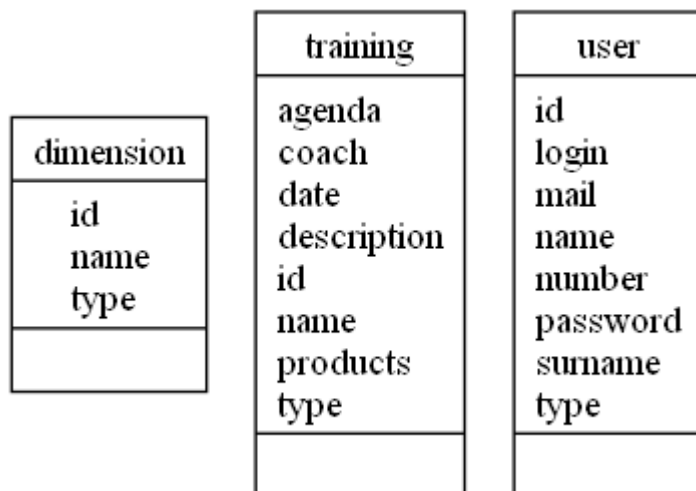 dimension
id
name
type
training
agenda
coach
date
description
id
name
products
type
user
id
login
mail
name
number
password
surname
type